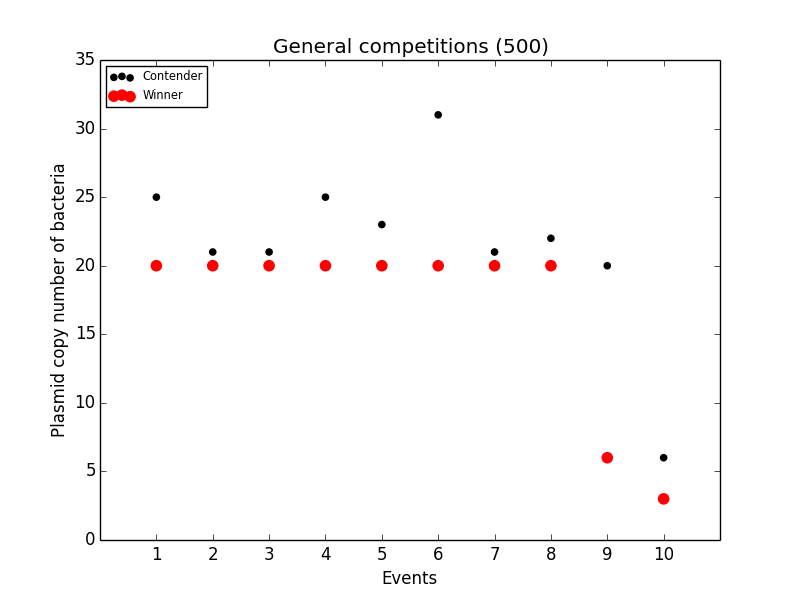 General competitions (500)
35
30
25
20
15
10
5
0
Contender
Winner
Plasmid copy number of bacteria
1 2 3 4 5 6 7 8 9 10
Events